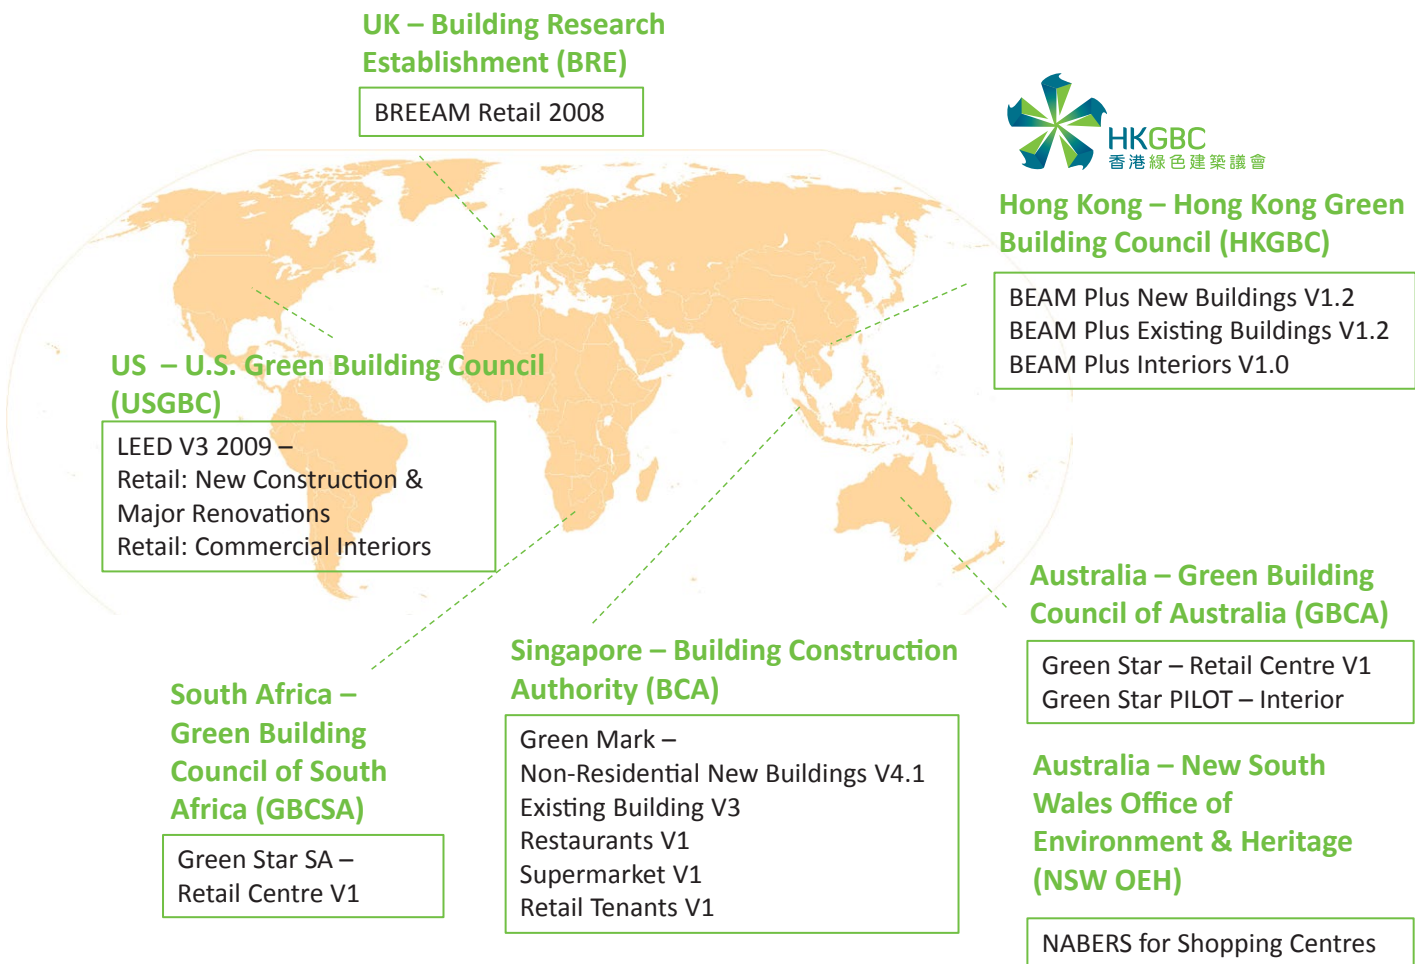 UK – Building Research
Establishment (BRE)
BREEAM Retail 2008
HKGBC
香港綠色建築議會
Hong Kong – Hong Kong Green
Building Council (HKGBC)
BEAM Plus New Buildings V1.2
BEAM Plus Existing Buildings V1.2
BEAM Plus Interiors V1.0
US – U.S. Green Building Council
(USGBC)
LEED V3 2009 –
Retail: New Construction &
Major Renovations
Retail: Commercial Interiors
South Africa –
Green Building
Council of South
Africa (GBCSA)
Green Star SA –
Retail Centre V1
Singapore – Building Construction
Authority (BCA)
Green Mark –
Non-Residential New Buildings V4.1
Existing Building V3
Restaurants V1
Supermarket V1
Retail Tenants V1
Australia – Green Building
Council of Australia (GBCA)
Green Star – Retail Centre V1
Green Star PILOT – Interior
Australia – New South
Wales Office of
Environment & Heritage
(NSW OEH)
NABERS for Shopping Centres